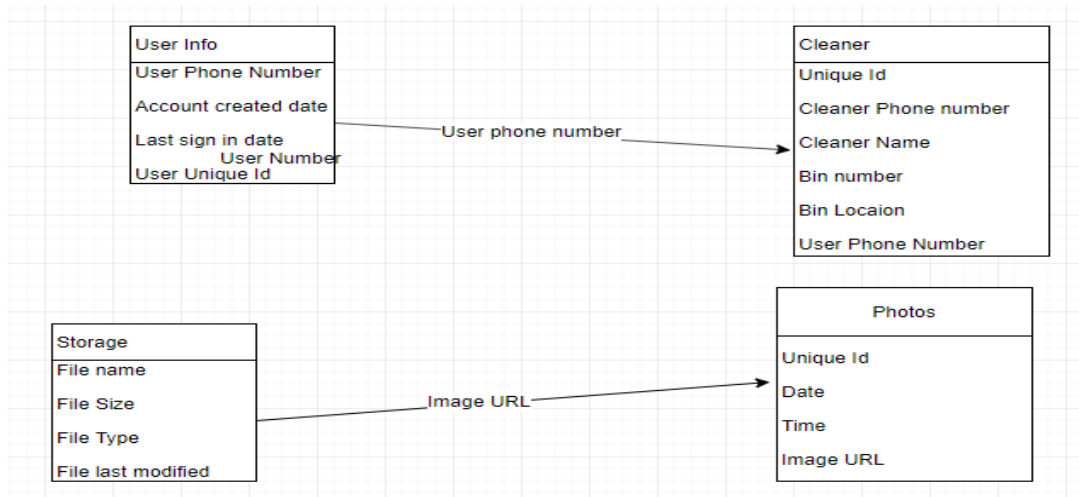 User Info
User Phone Number
Account created date
Last sign in date
User Number
User Unique Id
User phone number
Cleaner
Unique Id
Cleaner Phone number
Cleaner Name
Bin number
Bin Locaion
User Phone Number
Storage
File name
File Size
File Type
File last modified
Image URL
Photos
Unique Id
Date
Time
Image URL